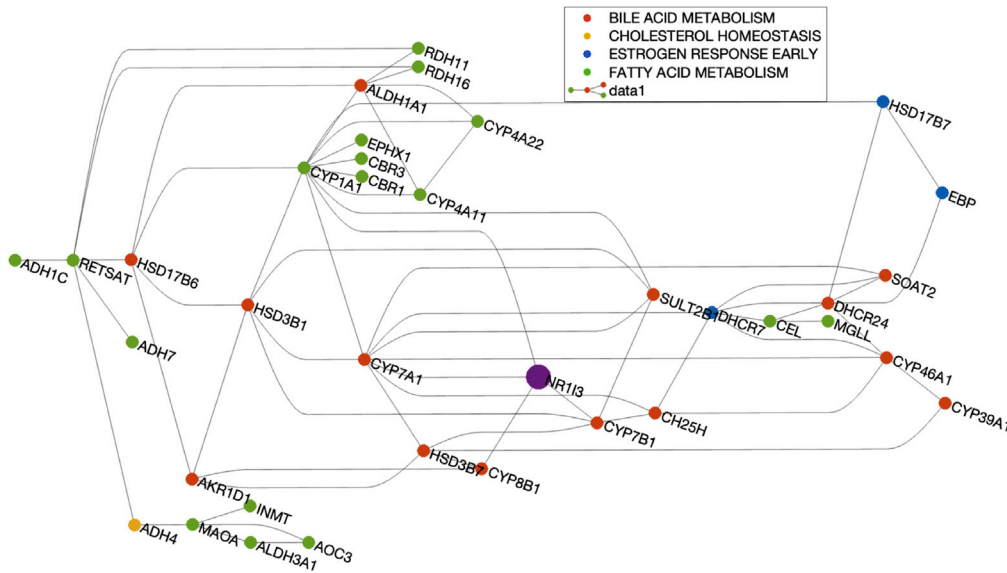 BILE ACID METABOLISM
CHOLESTEROL HOMEOSTASIS
ESTROGEN RESPONSE EARLY
FATTY ACID METABOLISM
data1
RDH11
RDH16
ALDH1A1
HSD17B7
CYP4A22
EPHX1
CBR3
CYP1A1
CBR1
CYP4A11
EBP
ADH1C
RETSAT
HSD17B6
SOAT2
SULT2B1
DHCR7
DHCR24
HSD3B1
CEL
MGLL
ADH7
CYP7A1
CYP46A1
NR1I3
CYP39A1
CH25H
CYP7B1
HSD3B7
CYP8B1
AKR1D1
INMT
ADH4
MAOA
ALDH3A1
AOC3